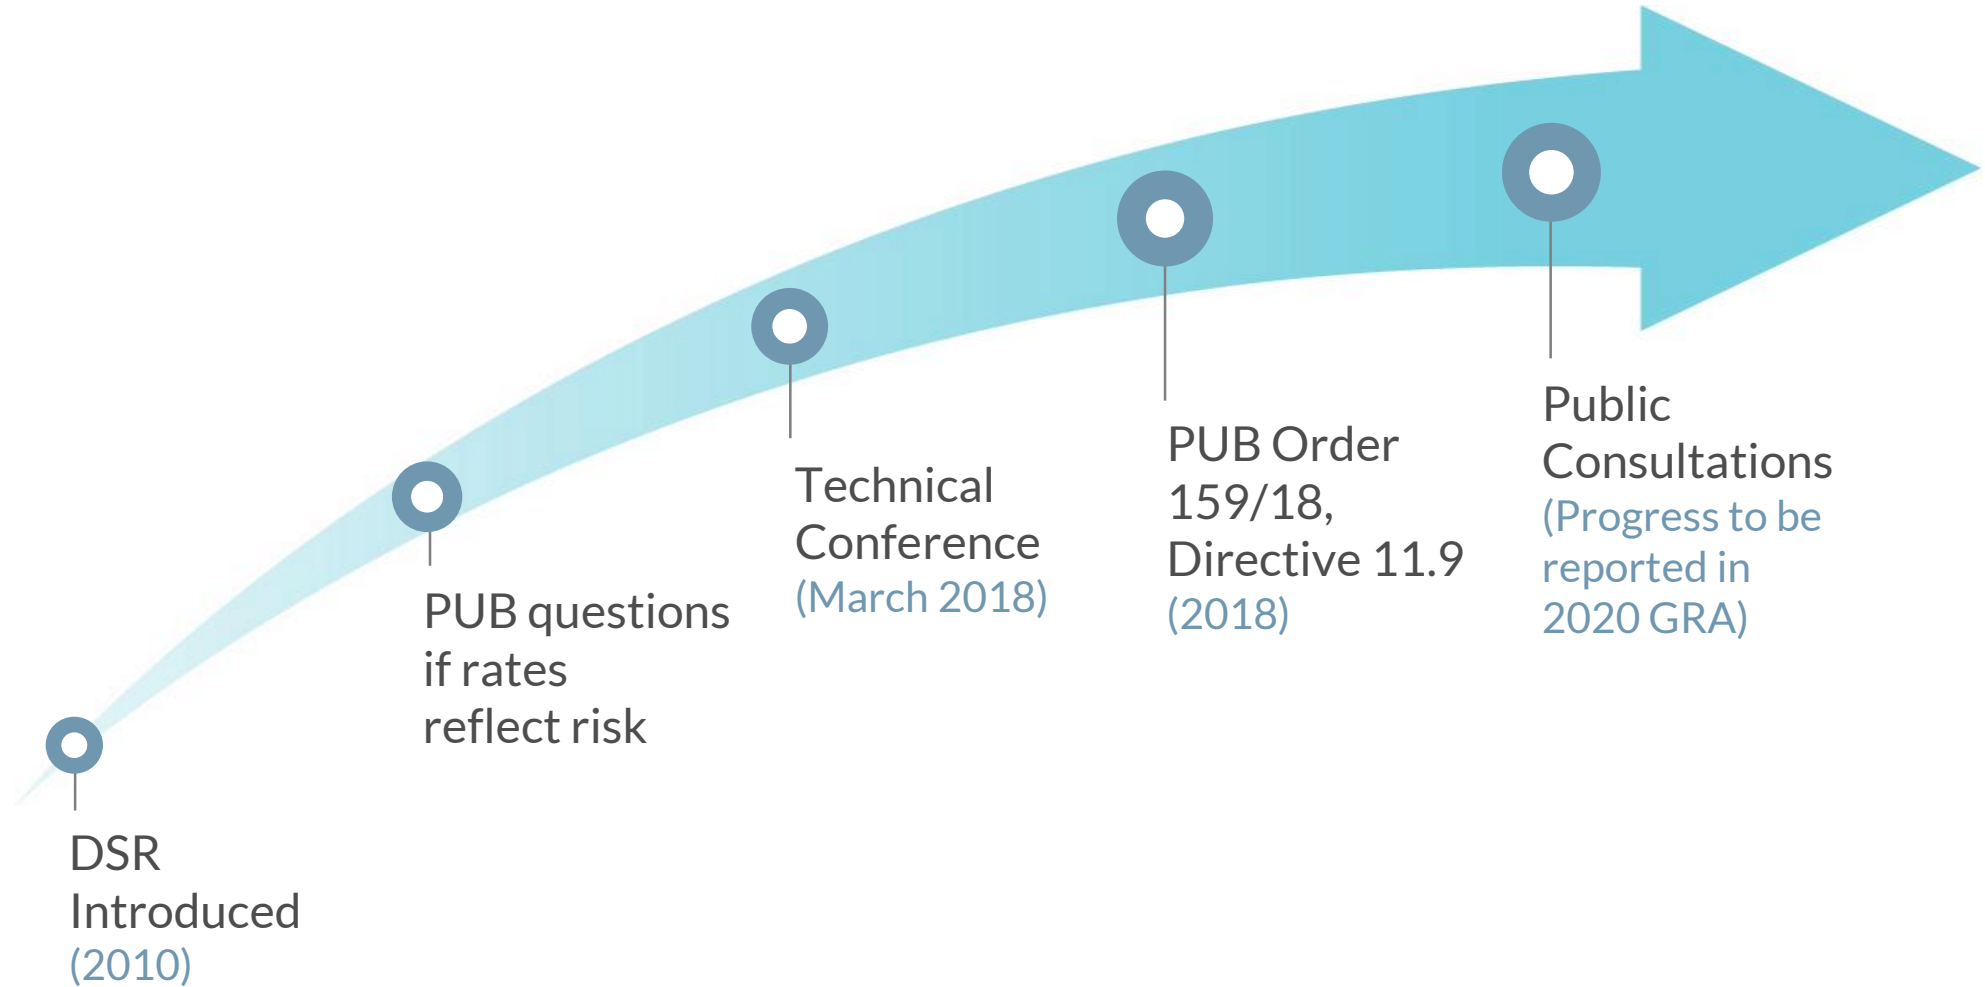 DSR
Introduced
(2010)
PUB questions
if rates
reflect risk
Technical
Conference
(March 2018)
PUB Order
159/18,
Directive 11.9
(2018)
Public
Consultations
(Progress to be
reported in
2020 GRA)